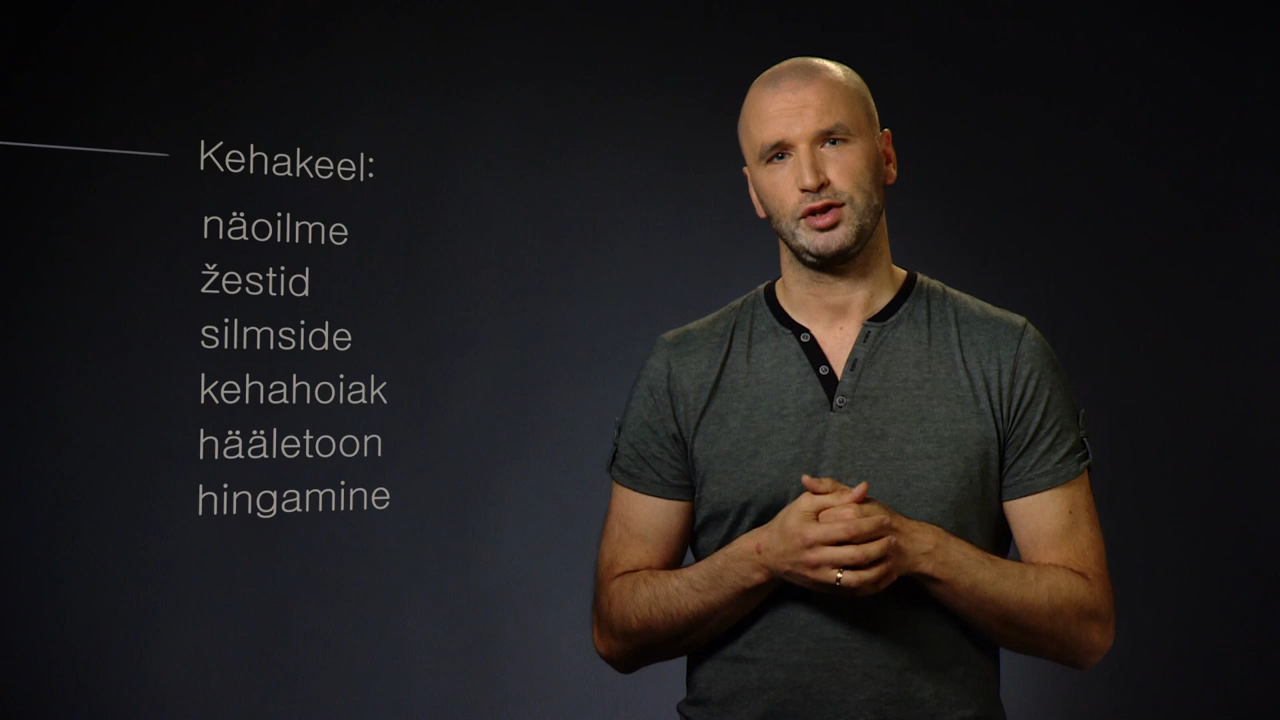 Kehakeel:
näoilme
žestid
silmside
kehahoiak
hääletoon
hingamine